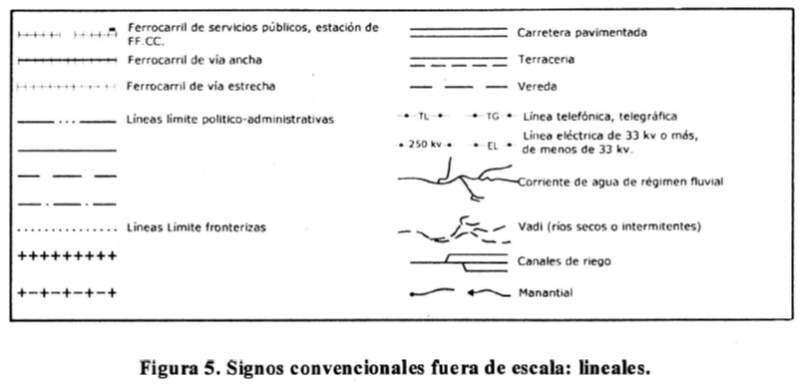 Ferrocarril de servicios públicos, estación de
FF.CC.
Ferrocarril de vía ancha
Ferrocarril de vía estrecha
Líneas límite político-administrativas
Líneas Límite fronterizas
Carretera pavimentada
Terraceria
Vereda
TL TG Línea telefónica, telegráfica
250 kv EL Línea eléctrica de 33 kv o más,
de menos de 33 kv.
Corriente de agua de régimen fluvial
Vadi (ríos secos o intermitentes)
Canales de riego
Manantial
Figura 5. Signos convencionales fuera de escala: lineales.